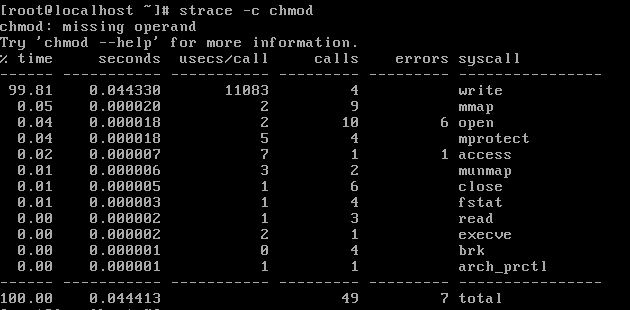 [root@localhost ~]# strace -c chmod
chmod: missing operand
Try 'chmod --help' for more information.
% time     seconds  usecs/call     calls    errors syscall
------ ----------- ----------- --------- --------- ----------------
 99.81    0.044330       11083         4           write
  0.05    0.000020           2         9           mmap
  0.04    0.000018           2        10         6 open
  0.04    0.000018           5         4           mprotect
  0.02    0.000007           7         1         1 access
  0.01    0.000006           3         2           munmap
  0.01    0.000005           1         6           close
  0.01    0.000003           1         4           fstat
  0.00    0.000002           1         3           read
  0.00    0.000002           2         1           execve
  0.00    0.000001           0         4           brk
  0.00    0.000001           1         1           arch_prctl
------ ----------- ----------- --------- --------- ----------------
100.00    0.044413                    49         7 total